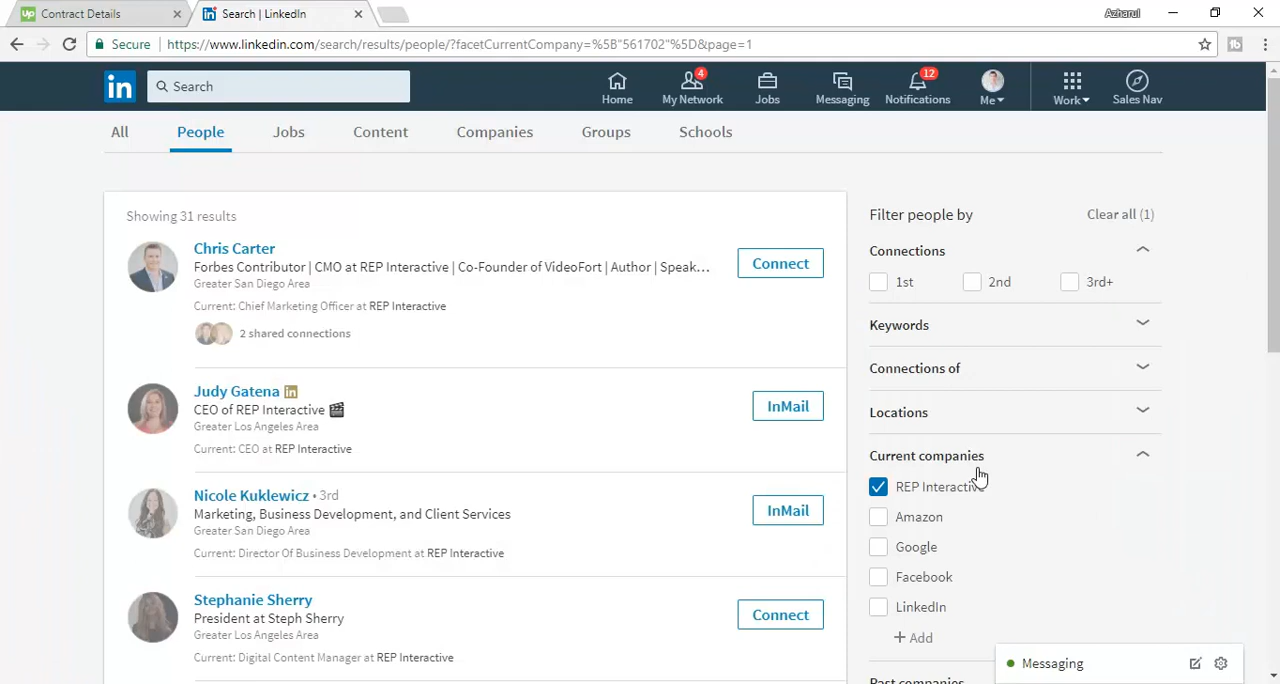 Up Contract Details
in Search | LinkedIn
Azharul
Secure https://www.linkedin.com/search/results/people/?facetCurrentCompany=%5B"561702"%5D&page=1
in Search
Home
4
My Network
Jobs
Messaging
12
Notifications
Me
Work
Sales Nav
All People Jobs Content Companies Groups Schools
Showing 31 results
Chris Carter
Forbes Contributor | CMO at REP Interactive | Co-Founder of VideoFort | Author | Speak...
Greater San Diego Area
Current: Chief Marketing Officer at REP Interactive
2 shared connections
Connect
Judy Gatena in
CEO of REP Interactive
Greater Los Angeles Area
Current: CEO at REP Interactive
InMail
Nicole Kuklewicz • 3rd
Marketing, Business Development, and Client Services
Greater San Diego Area
Current: Director Of Business Development at REP Interactive
InMail
Stephanie Sherry
President at Steph Sherry
Greater Los Angeles Area
Current: Digital Content Manager at REP Interactive
Connect
Filter people by Clear all (1)
Connections
1st 2nd 3rd+
Keywords
Connections of
Locations
Current companies
REP Interactive
Amazon
Google
Facebook
LinkedIn
+ Add
Past companies
Messaging